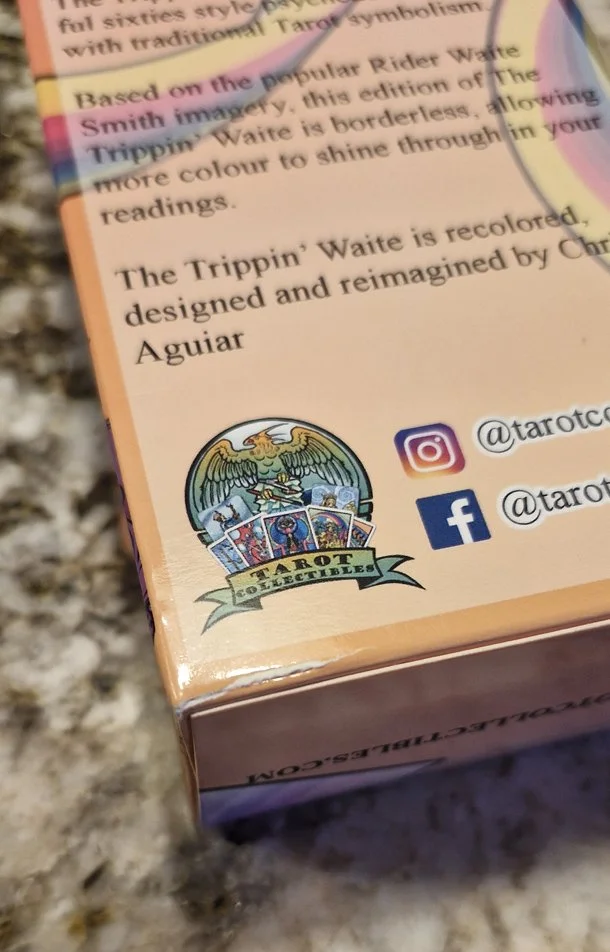 ful sixties style
with traditional Tarot symbolism.
Based on the popular Rider Waite
Smith imagery, this edition of The
Trippin' Waite is borderless, allowing
more colour to shine through in your
readings.
The Trippin' Waite is recolored,
designed and reimagined by Chri
Aguiar
@tarotco
@tarot
TAROT
COLLECTIBLES
OTCOLLECTIBLES.COM